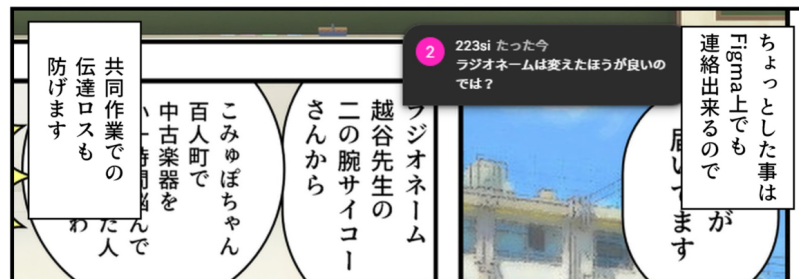 ちょっとした事は
Figma上でも
連絡出来るので
223si たった今
ラジオネームは変えたほうが良いの
では？
2
が
届いてます
ラジオネーム
越谷先生の
二の腕サイコー
さんから
こみゅぽちゃん
百人町で
中古楽器を
共同作業での
伝達ロスも
防げます